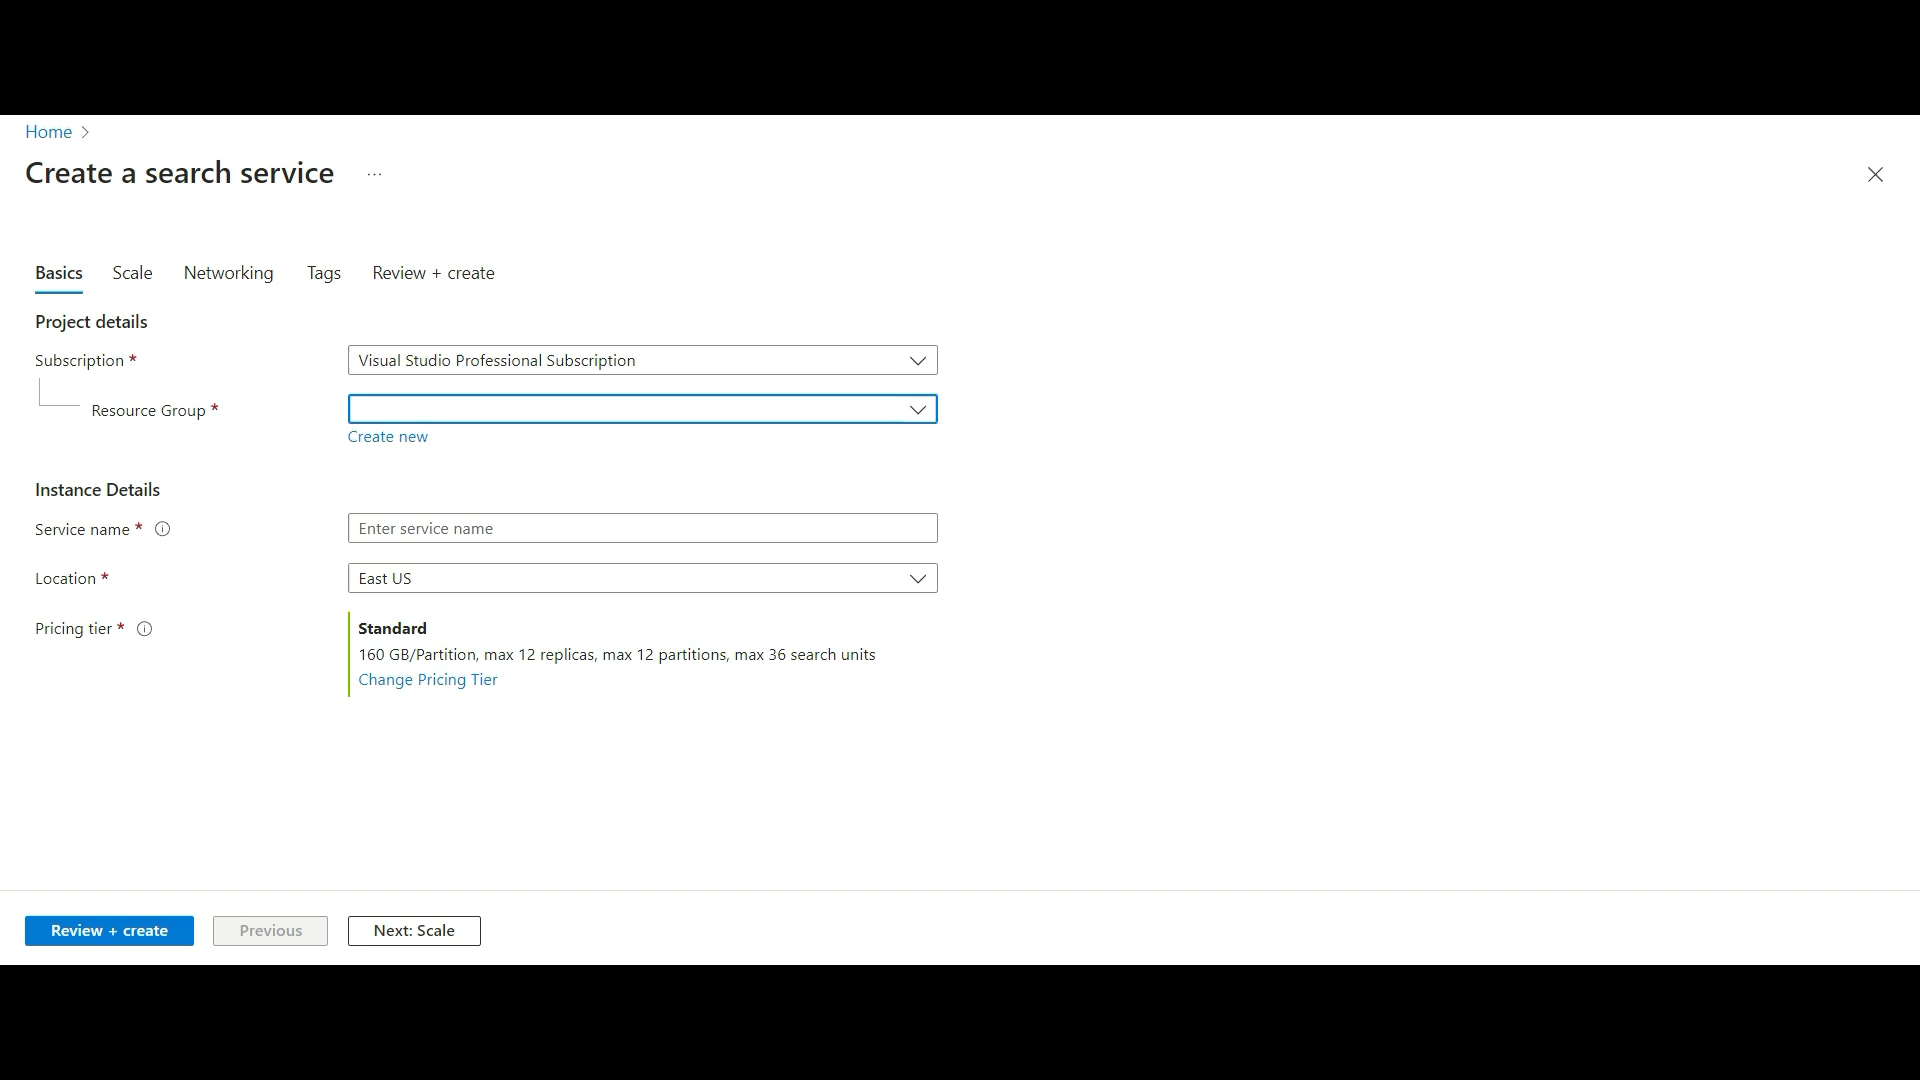 Home
Create a search service ...
Basics Scale Networking Tags Review + create
Project details
Subscription * Visual Studio Professional Subscription
Resource Group *
Create new
Instance Details
Service name * Enter service name
Location * East US
Pricing tier * Standard
160 GB/Partition, max 12 replicas, max 12 partitions, max 36 search units
Change Pricing Tier
Review + create Previous Next: Scale